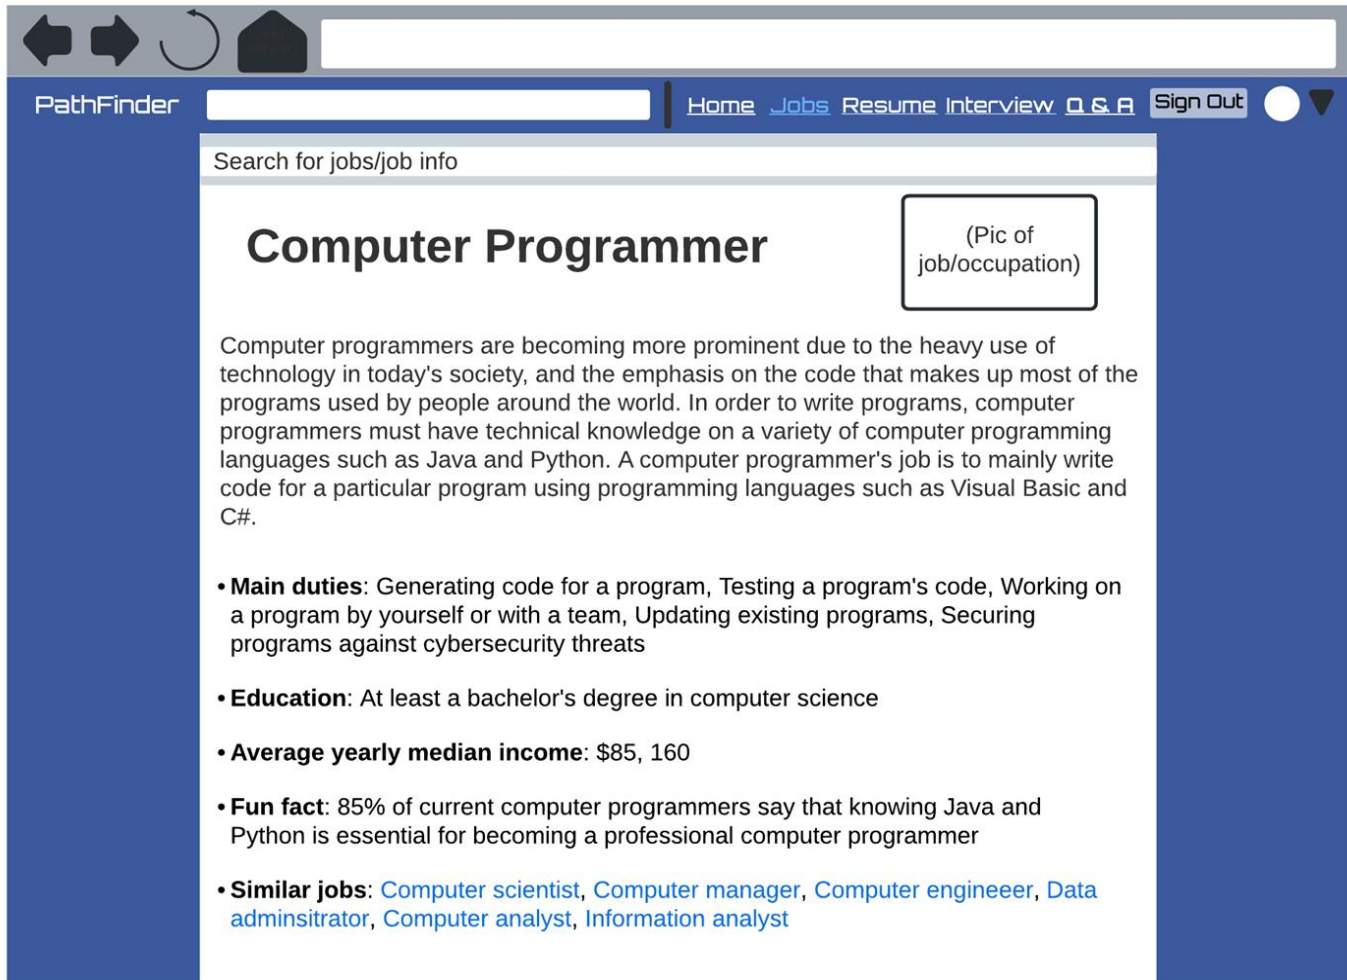 PathFinder
Home Jobs Resume Interview Q & A Sign Out
Search for jobs/job info
Computer Programmer
(Pic of
job/occupation)
Computer programmers are becoming more prominent due to the heavy use of
technology in today's society, and the emphasis on the code that makes up most of the
programs used by people around the world. In order to write programs, computer
programmers must have technical knowledge on a variety of computer programming
languages such as Java and Python. A computer programmer's job is to mainly write
code for a particular program using programming languages such as Visual Basic and
C#.
• Main duties: Generating code for a program, Testing a program's code, Working on
a program by yourself or with a team, Updating existing programs, Securing
programs against cybersecurity threats
• Education: At least a bachelor's degree in computer science
• Average yearly median income: $85, 160
• Fun fact: 85% of current computer programmers say that knowing Java and
Python is essential for becoming a professional computer programmer
• Similar jobs: Computer scientist, Computer manager, Computer engineeer, Data
adminsitrator, Computer analyst, Information analyst